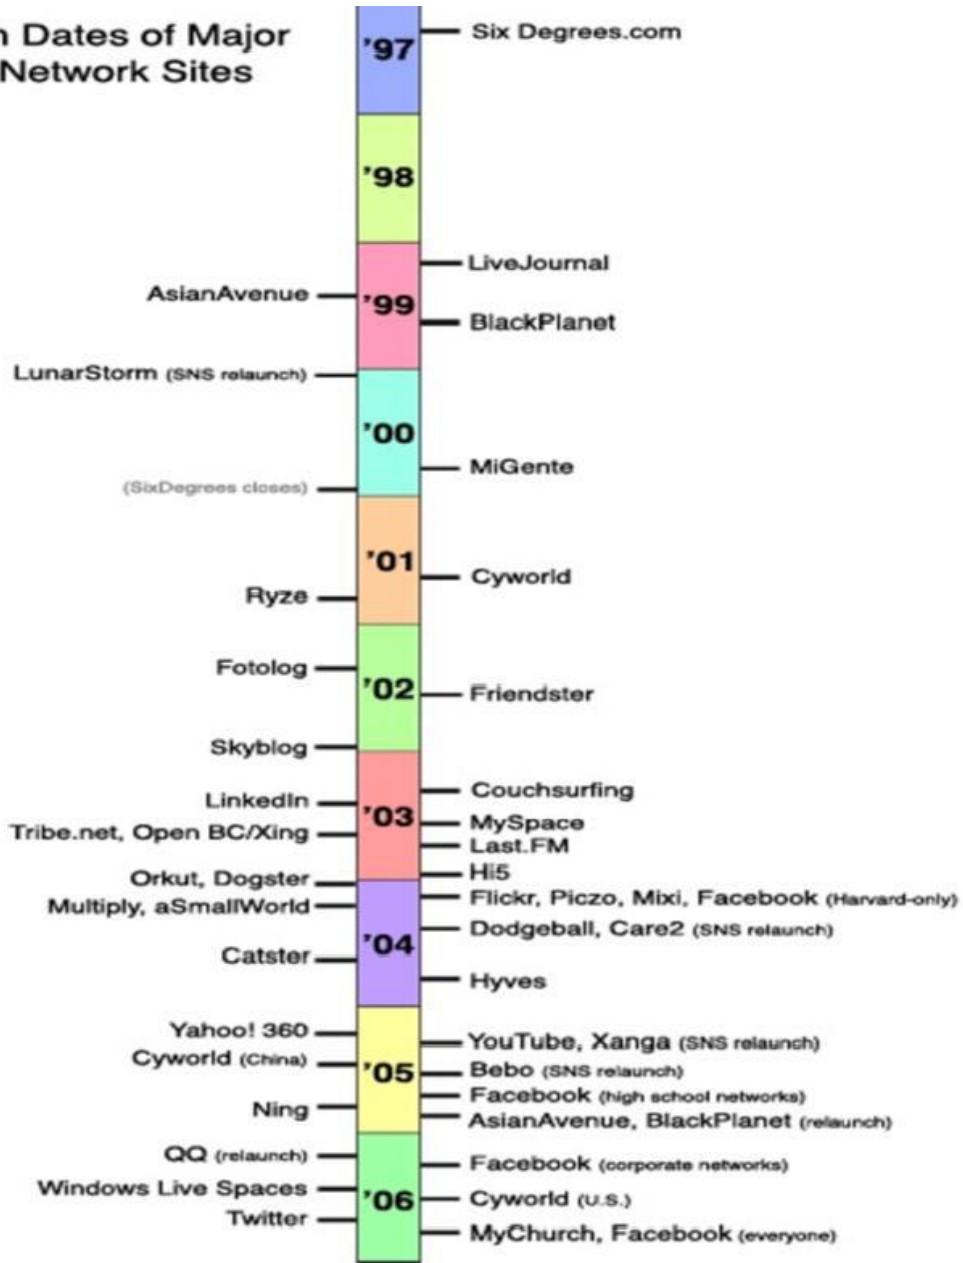 n Dates of Major
Network Sites
'97
Six Degrees.com
'98
LiveJournal
AsianAvenue
'99
BlackPlanet
LunarStorm (SNS relaunch)
'00
MiGente
(SixDegrees closes)
'01
Cyworld
Ryze
Fotolog
'02
Friendster
Skyblog
Couchsurfing
LinkedIn
'03
MySpace
Tribe.net, Open BC/Xing
Last.FM
Hi5
Orkut, Dogster
Flickr, Piczo, Mixi, Facebook (Harvard-only)
Multiply, aSmallWorld
Dodgeball, Care2 (SNS relaunch)
'04
Catster
Hyves
Yahoo! 360
YouTube, Xanga (SNS relaunch)
Cyworld (China)
'05
Bebo (SNS relaunch)
Facebook (high school networks)
Ning
AsianAvenue, BlackPlanet (relaunch)
QQ (relaunch)
Facebook (corporate networks)
Windows Live Spaces
'06
Cyworld (U.S.)
Twitter
MyChurch, Facebook (everyone)